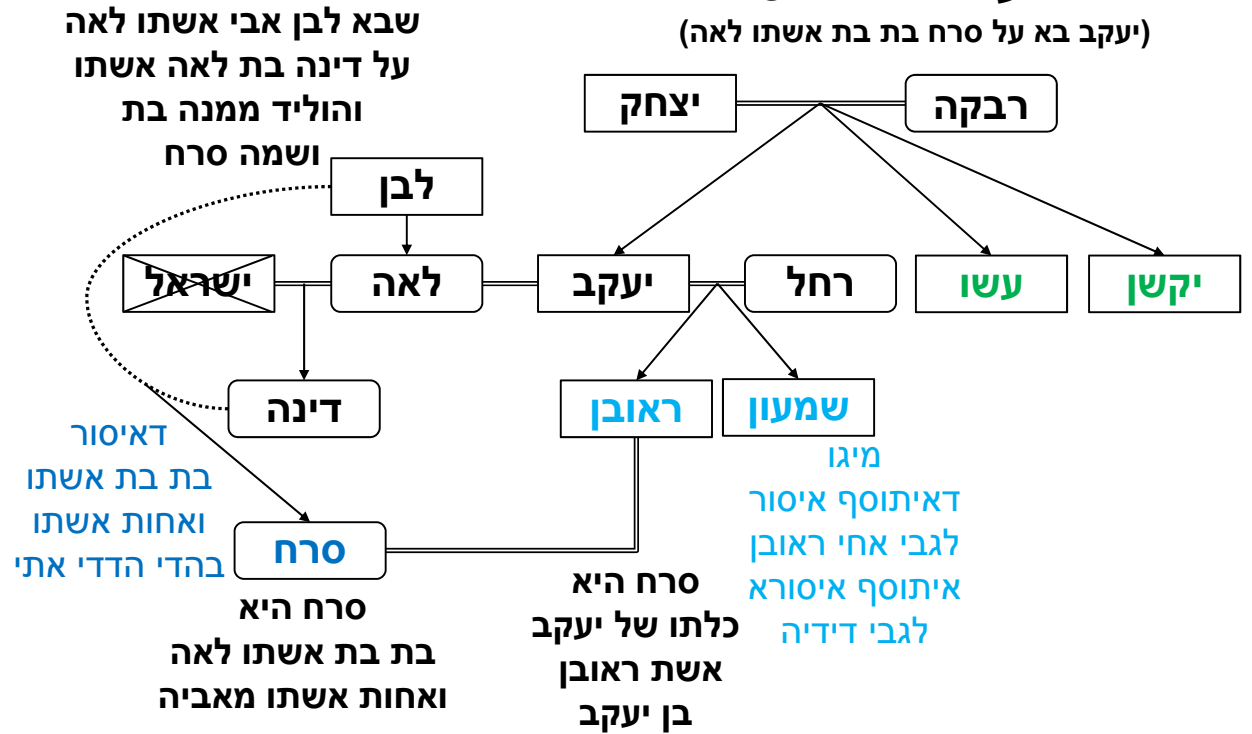 (יעקב בא על סרח בת בת אשתו לאה)
שבא לבן אבי אשתו לאה
על דינה בת לאה אשתו
והוליד ממנה בת
ושמה סרח
רבקה
יצחק
לבן
יקשן
עשו
רחל
יעקב
לאה
ישראל
שמעון
ראובן
דינה
מיגו
דאיתוסף איסור
לגבי אחי ראובן
איתוסף איסורא
לגבי דידיה
דאיסור
בת בת אשתו
ואחות אשתו
בהדי הדדי אתי
סרח
סרח היא
כלתו של יעקב
אשת ראובן
בן יעקב
סרח היא
בת בת אשתו לאה
ואחות אשתו מאביה